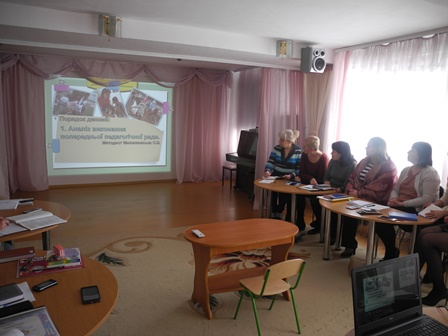 Порядок денний:
1. Аналіз виконання
попередньої педагогічної ради.
Методист